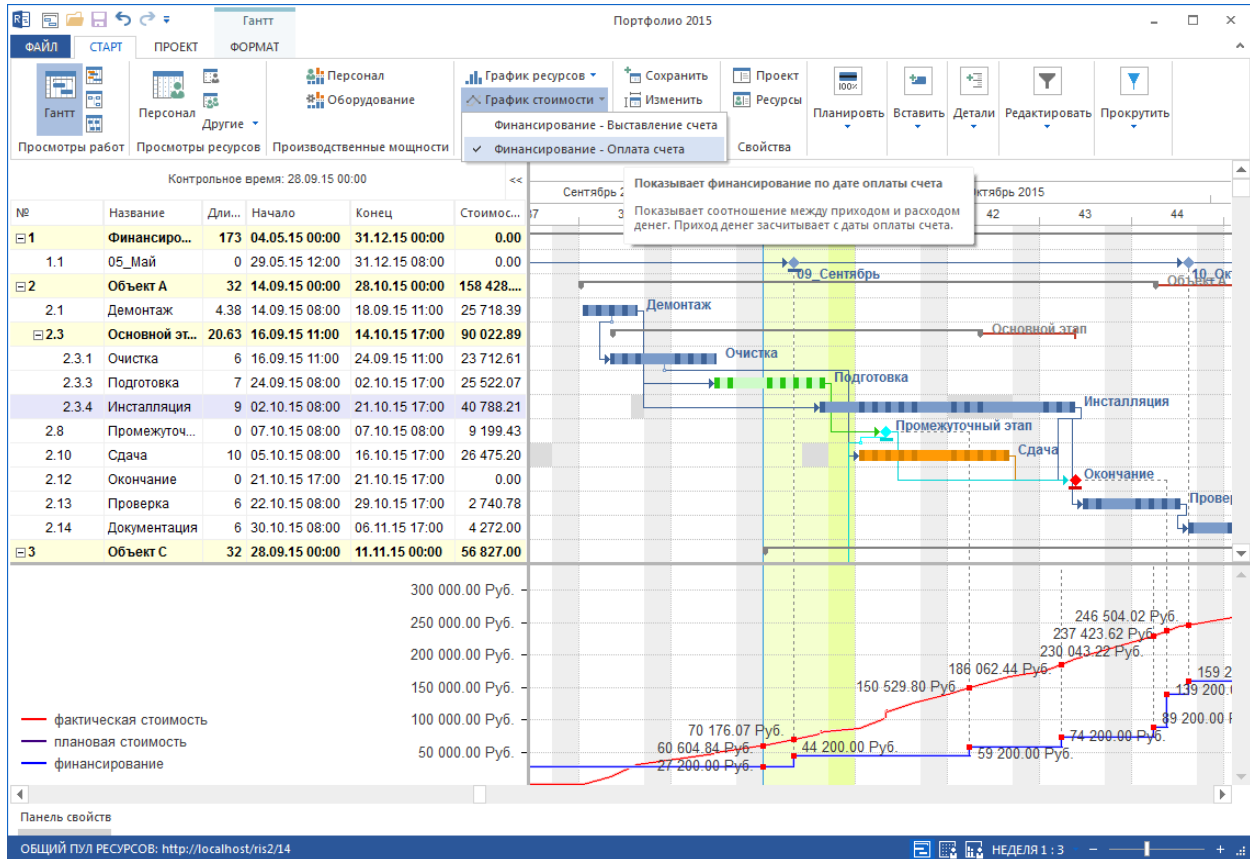 Гантт
Портфолио 2015
ФАЙЛ СТАРТ ПРОЕКТ ФОРМАТ
Гантт
Просмотры работ
Персонал
Другие
Просмотры ресурсов
Персонал
Оборудование
Производственные мощности
График ресурсов
График стоимости
Сохранить
Изменить
Проект
Ресурсы
Свойства
100%
Планировать
Вставить
Детали
Редактировать
Прокрутить
Финансирование - Выставление счета
Финансирование - Оплата счета
Показывает финансирование по дате оплаты счета
Показывает соотношение между приходом и расходом
денег. Приход денег засчитывает с даты оплаты счета.
Контрольное время: 28.09.15 00:00 <<
Сентябрь 2
ктябрь 2015
42 43 44
№ Название Дли... Начало Конец Стоимос...
1 Финансиро... 173 04.05.15 00:00 31.12.15 00:00 0.00
1.1 05_Май 0 29.05.15 12:00 31.12.15 08:00 0.00
2 Объект А 32 14.09.15 00:00 28.10.15 00:00 158 428....
2.1 Демонтаж 4.38 14.09.15 08:00 18.09.15 11:00 25 718.39
2.3 Основной эт... 20.63 16.09.15 11:00 14.10.15 17:00 90 022.89
2.3.1 Очистка 6 16.09.15 11:00 24.09.15 11:00 23 712.61
2.3.3 Подготовка 7 24.09.15 08:00 02.10.15 17:00 25 522.07
2.3.4 Инсталляция 9 02.10.15 08:00 21.10.15 17:00 40 788.21
2.8 Промежуточ... 0 07.10.15 08:00 07.10.15 08:00 9 199.43
2.10 Сдача 10 05.10.15 08:00 16.10.15 17:00 26 475.20
2.12 Окончание 0 21.10.15 17:00 21.10.15 17:00 0.00
2.13 Проверка 6 22.10.15 08:00 29.10.15 17:00 2 740.78
2.14 Документация 6 30.10.15 08:00 06.11.15 17:00 4 272.00
3 Объект С 32 28.09.15 00:00 11.11.15 00:00 56 827.00
09_Сентябрь
10_Ок
Объект А
Демонтаж
Основной этап
Очистка
Подготовка
Инсталляция
Промежуточный этап
Сдача
Окончание
Провер
300 000.00 Руб.
250 000.00 Руб.
200 000.00 Руб.
150 000.00 Руб.
100 000.00 Руб.
50 000.00 Руб.
фактическая стоимость
плановая стоимость
финансирование
246 504.02 Руб.
237 423.62 Руб.
230 043.22 Руб.
186 062.44 Руб.
150 529.80 Руб.
70 176.07 Руб.
60 604.84 Руб.
27 200.00 Руб.
44 200.00 Руб.
59 200.00 Руб.
74 200.00 Руб.
89 200.00
139 200.
159 2
Панель свойств
ОБЩИЙ ПУЛ РЕСУРСОВ: http://localhost/ris2/14
НЕДЕЛЯ 1 : 3